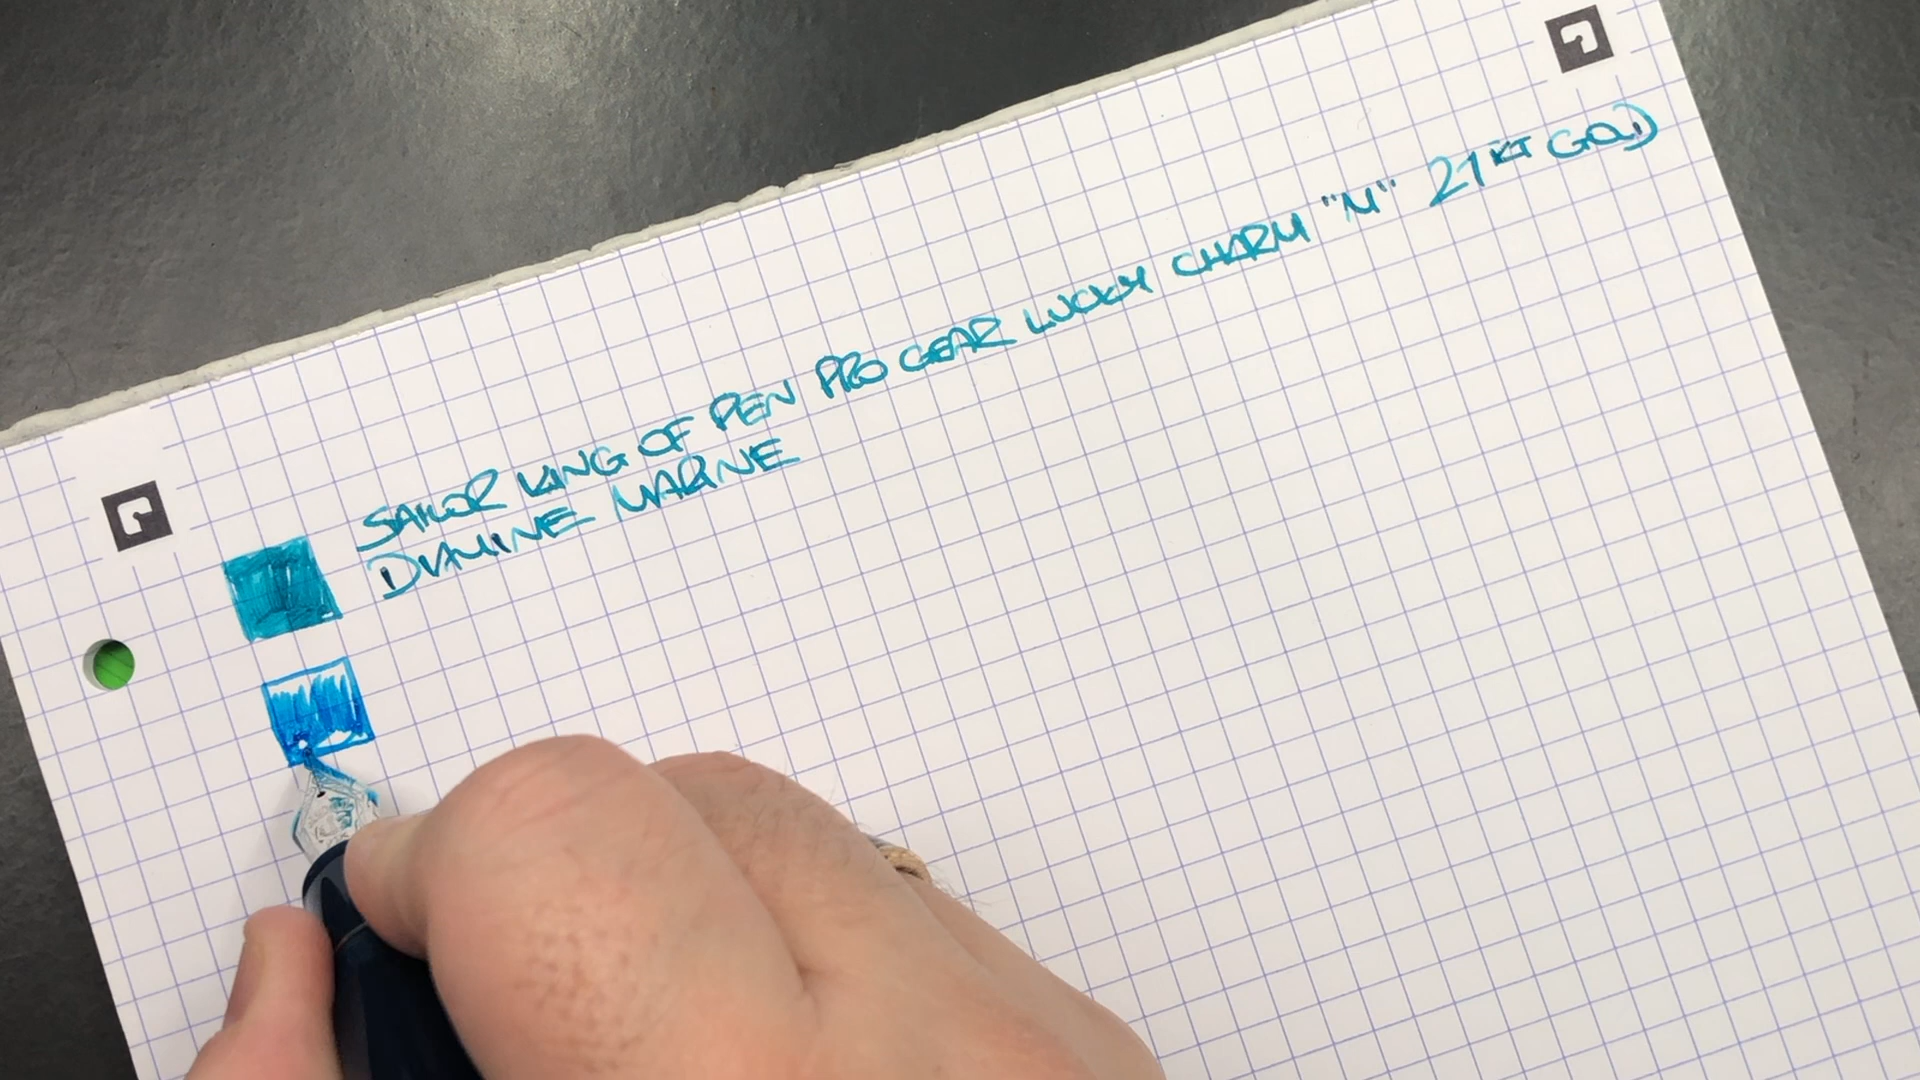 SAILOR KING OF PEN PRO GEAR LUCKY CHARM "M" 21KT GOLD
DIAMINE MARINE